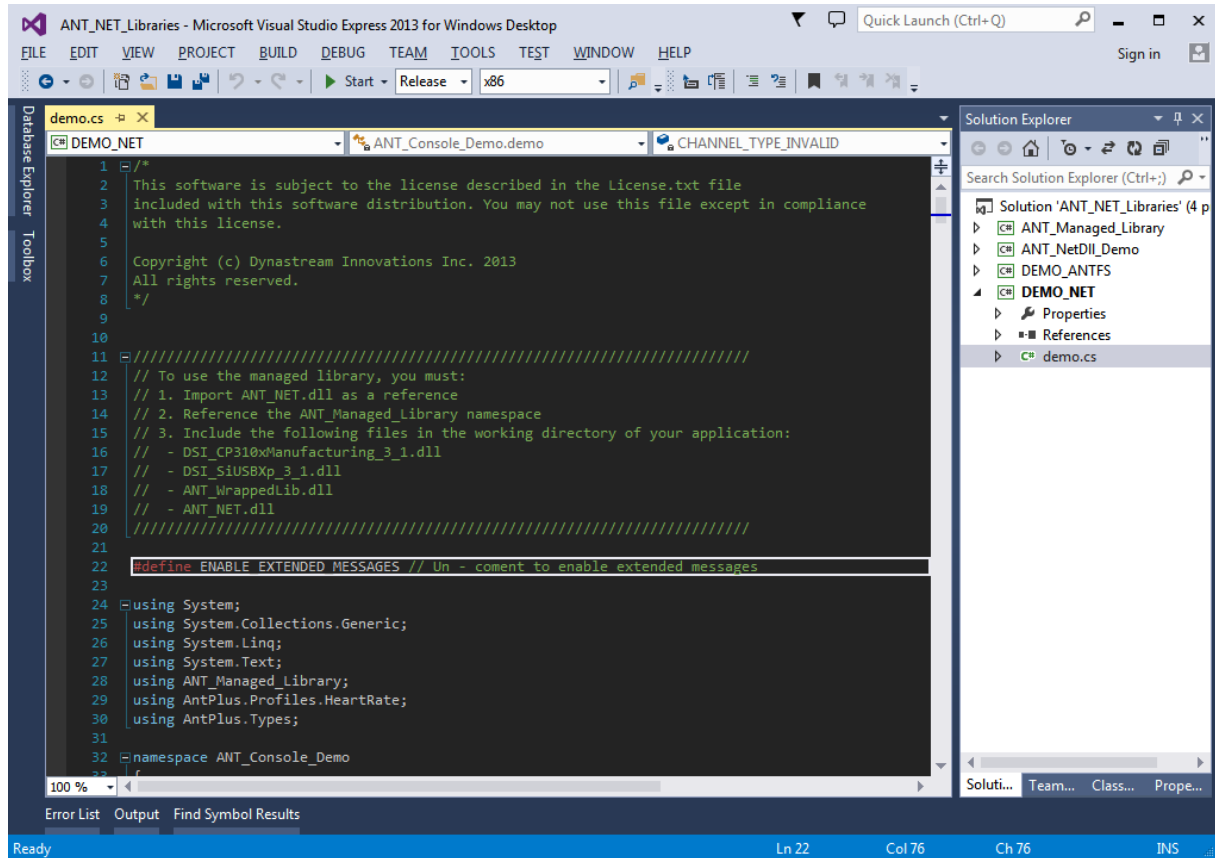 ANT_NET_Libraries - Microsoft Visual Studio Express 2013 for Windows Desktop
Quick Launch (Ctrl+Q)
FILE EDIT VIEW PROJECT BUILD DEBUG TEAM TOOLS TEST WINDOW HELP
Sign in
Start Release x86
Database Explorer
Toolbox
demo.cs
DEMO_NET ANT_Console_Demo.demo CHANNEL_TYPE_INVALID
1 /*
2 This software is subject to the license described in the License.txt file
3 included with this software distribution. You may not use this file except in compliance
4 with this license.
5
6 Copyright (c) Dynastream Innovations Inc. 2013
7 All rights reserved.
8 */
9
10
11 //////////////////////////////////////////////////////////////////////////
12 // To use the managed library, you must:
13 // 1. Import ANT_NET.dll as a reference
14 // 2. Reference the ANT_Managed_Library namespace
15 // 3. Include the following files in the working directory of your application:
16 //  - DSI_CP310xManufacturing_3_1.dll
17 //  - DSI_SiUSBXp_3_1.dll
18 //  - ANT_WrappedLib.dll
19 //  - ANT_NET.dll
20 //////////////////////////////////////////////////////////////////////////
21
22 #define ENABLE_EXTENDED_MESSAGES // Un - coment to enable extended messages
23
24 using System;
25 using System.Collections.Generic;
26 using System.Linq;
27 using System.Text;
28 using ANT_Managed_Library;
29 using AntPlus.Profiles.HeartRate;
30 using AntPlus.Types;
31
32 namespace ANT_Console_Demo
33 {
100 %
Solution Explorer
Search Solution Explorer (Ctrl+;)
Solution 'ANT_NET_Libraries' (4 p
C# ANT_Managed_Library
C# ANT_NetDll_Demo
C# DEMO_ANTFS
C# DEMO_NET
Properties
References
C# demo.cs
Soluti... Team... Class... Prope...
Error List Output Find Symbol Results
Ready Ln 22 Col 76 Ch 76 INS